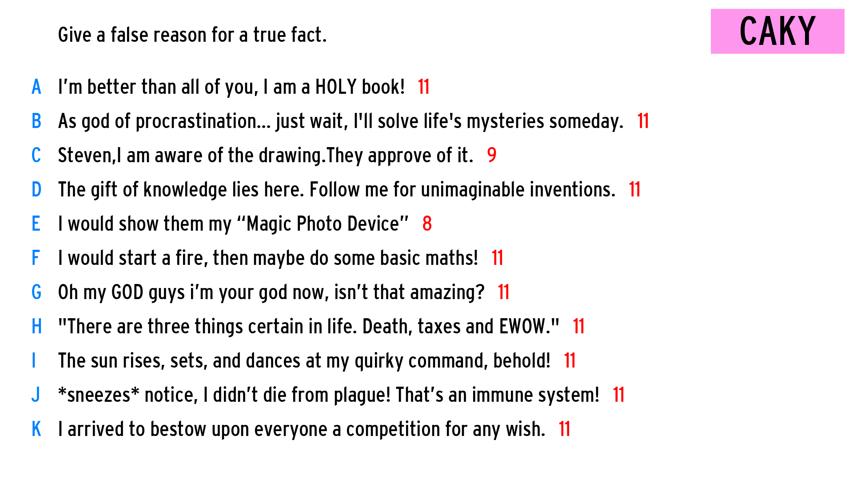 Give a false reason for a true fact.
CAKY
A I'm better than all of you, I am a HOLY book! 11
B As god of procrastination... just wait, I'll solve life's mysteries someday. 11
C Steven,I am aware of the drawing.They approve of it. 9
D The gift of knowledge lies here. Follow me for unimaginable inventions. 11
E I would show them my “Magic Photo Device” 8
F I would start a fire, then maybe do some basic maths! 11
G Oh my GOD guys i’m your god now, isn’t that amazing? 11
H "There are three things certain in life. Death, taxes and EWOW." 11
I The sun rises, sets, and dances at my quirky command, behold! 11
J *sneezes* notice, I didn’t die from plague! That’s an immune system! 11
K I arrived to bestow upon everyone a competition for any wish. 11